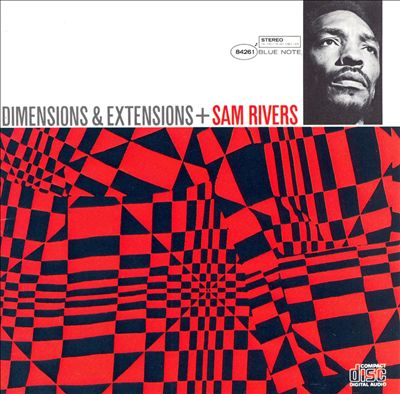 STEREO
84261 BLUE NOTE
DIMENSIONS & EXTENSIONS + SAM RIVERS
COMPACT
disc
DIGITAL AUDIO